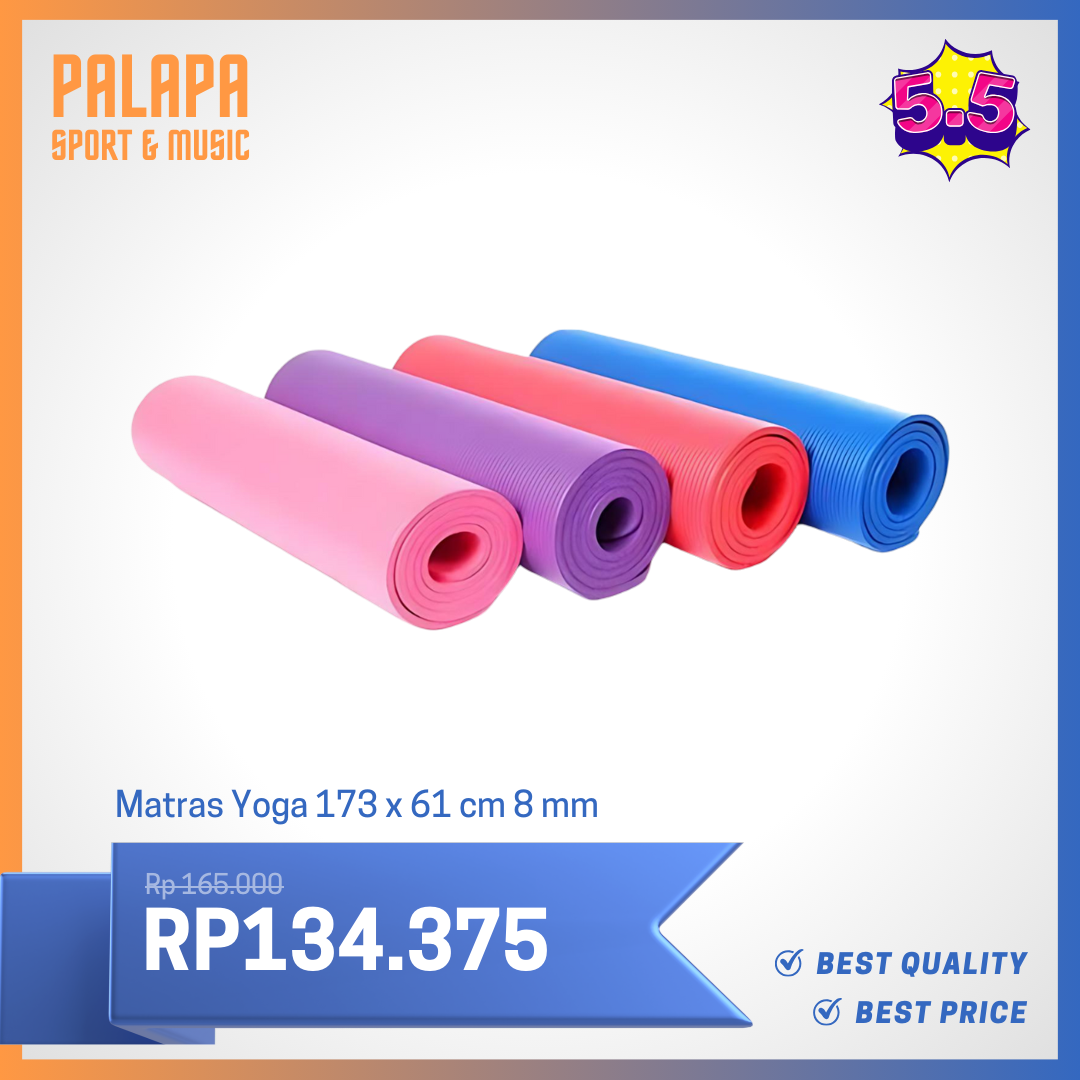 PALAPA
SPORT & MUSIC
5.5
Matras Yoga 173 x 61 cm 8 mm
Rp 165.000
RP134.375
BEST QUALITY
BEST PRICE